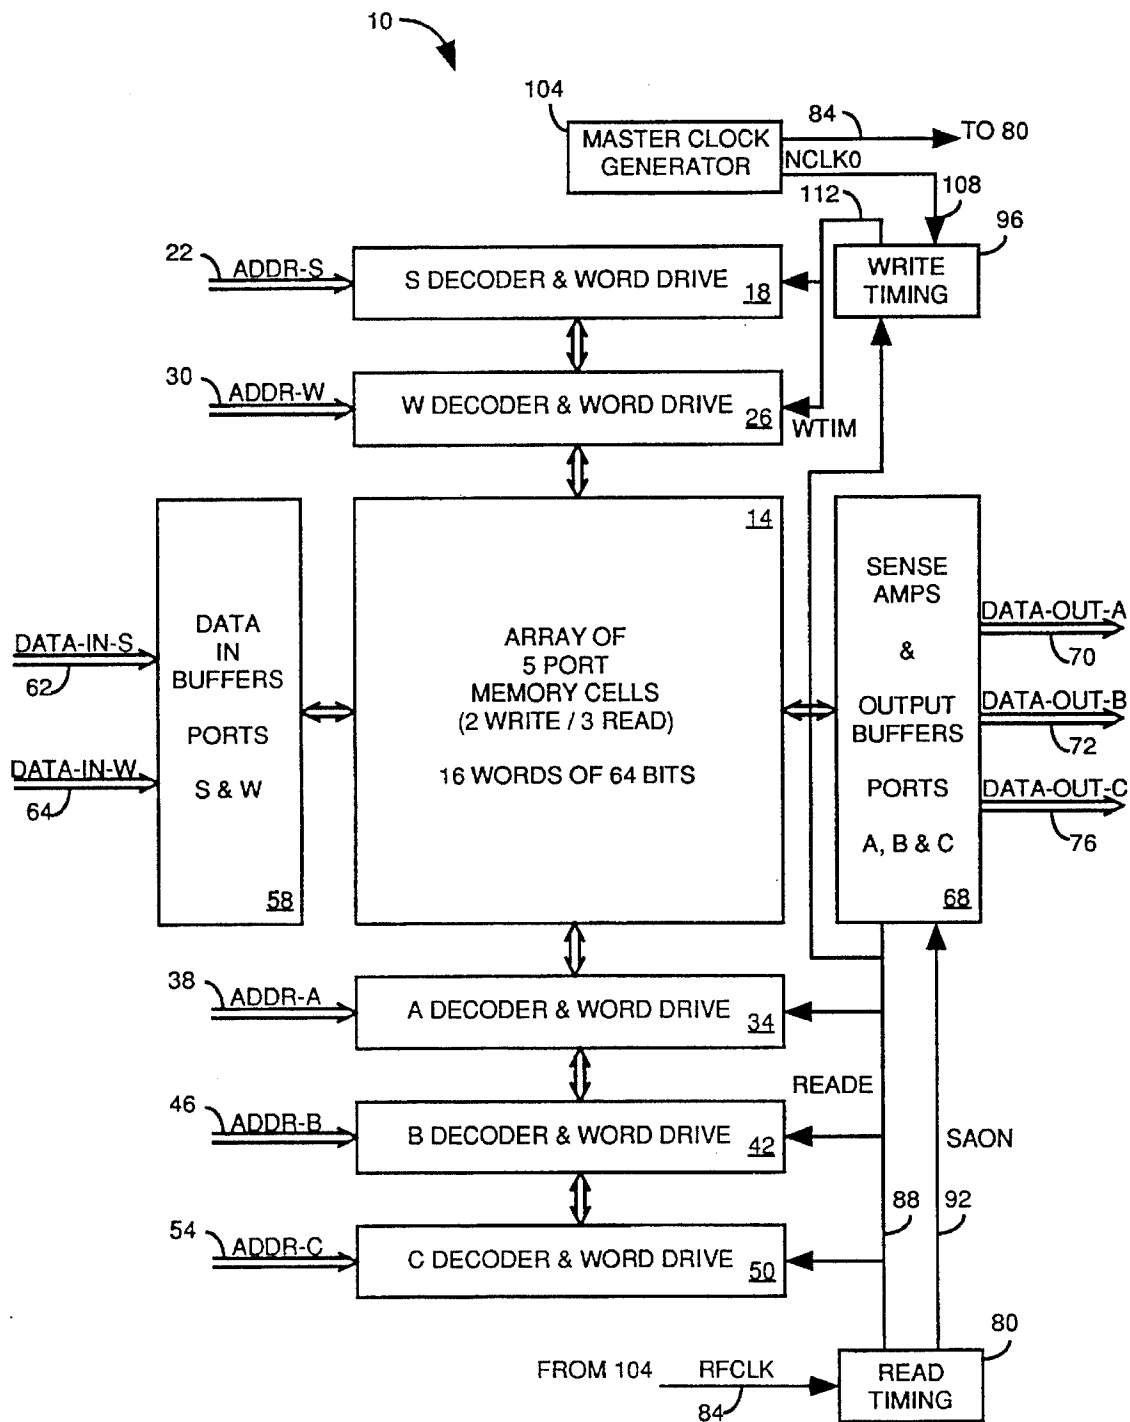 10
104
MASTER CLOCK
GENERATOR
84
TO 80
NCLK0
108
112
96
WRITE
TIMING
22
ADDR-S
S DECODER & WORD DRIVE
18
30
ADDR-W
W DECODER & WORD DRIVE
26
WTIM
14
ARRAY OF
5 PORT
MEMORY CELLS
(2 WRITE / 3 READ)
16 WORDS OF 64 BITS
DATA-IN-S
62
DATA-IN-W
64
DATA
IN
BUFFERS
PORTS
S & W
58
SENSE
AMPS
&
OUTPUT
BUFFERS
PORTS
A, B & C
68
DATA-OUT-A
70
DATA-OUT-B
72
DATA-OUT-C
76
38
ADDR-A
A DECODER & WORD DRIVE
34
READE
46
ADDR-B
B DECODER & WORD DRIVE
42
SAON
88
92
54
ADDR-C
C DECODER & WORD DRIVE
50
80
FROM 104
RFCLK
84
READ
TIMING